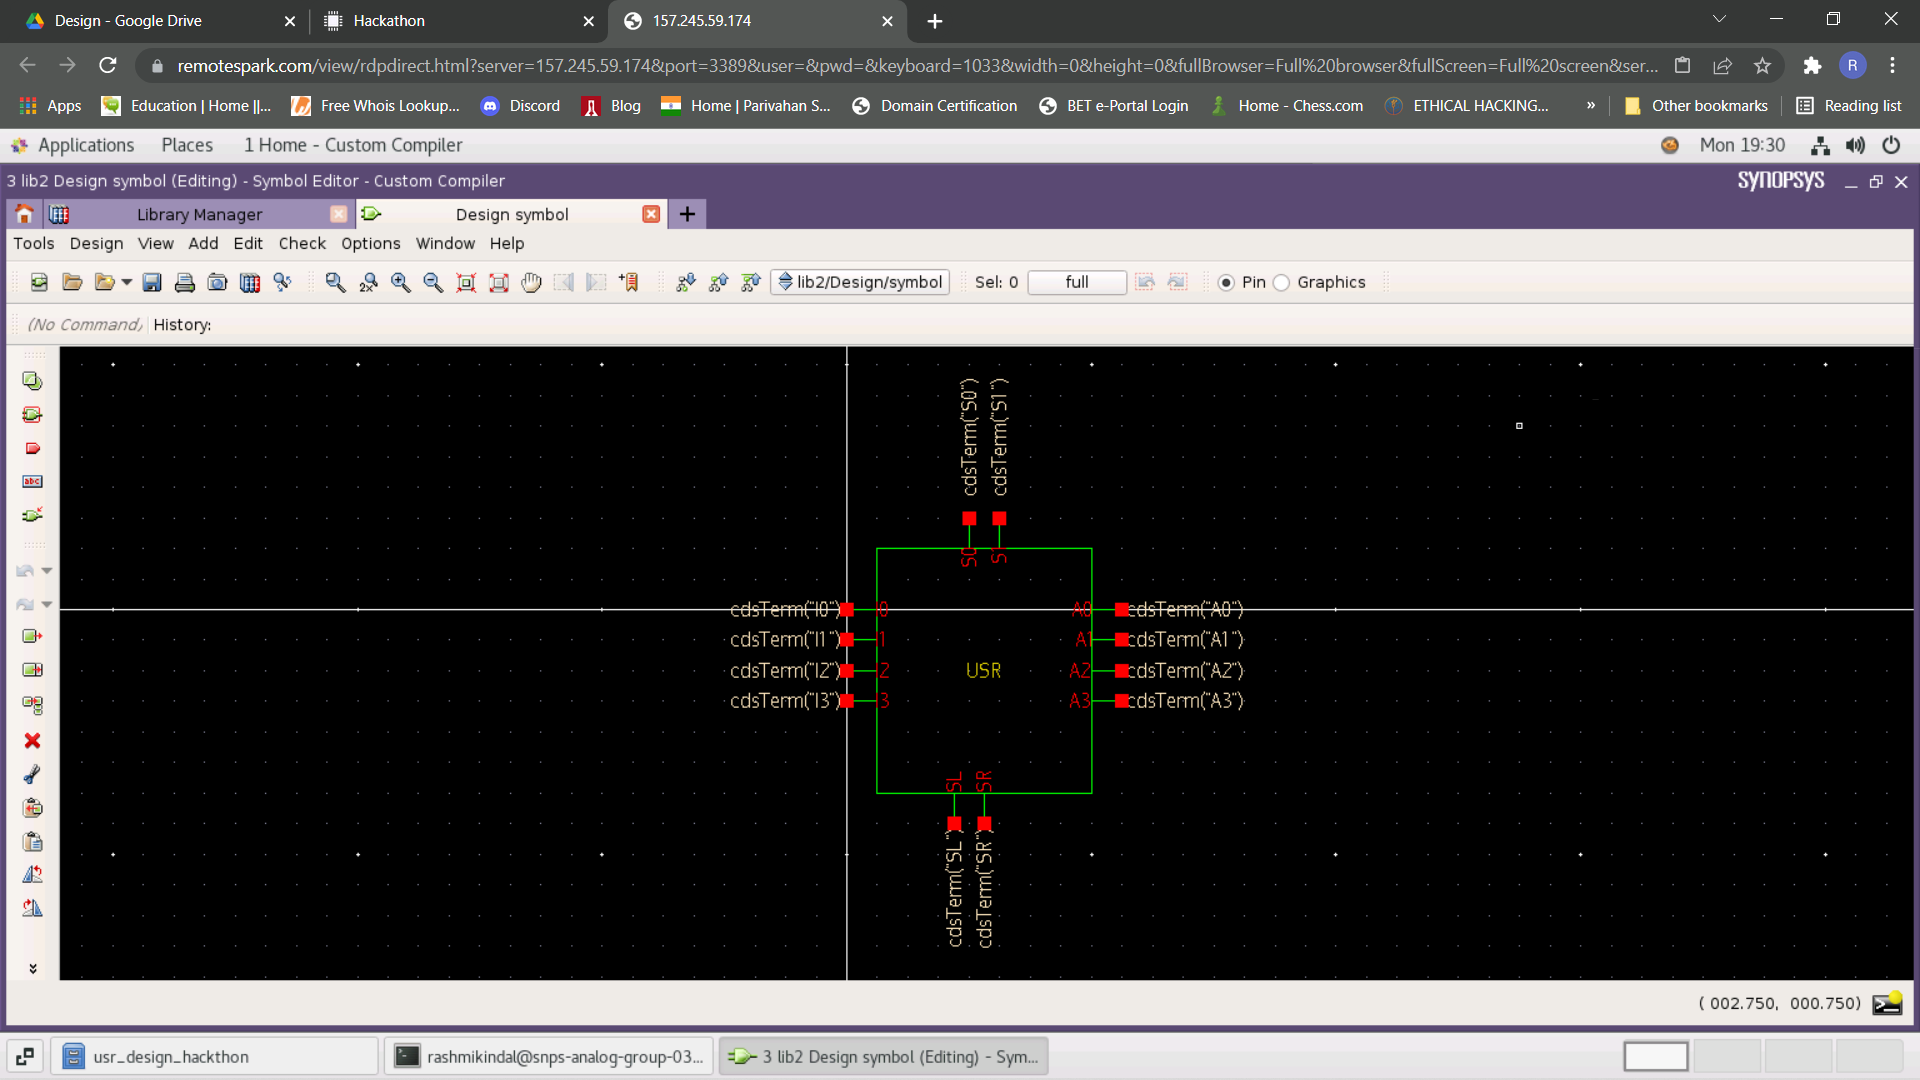 Design - Google Drive
Hackathon
157.245.59.174
remotespark.com/view/rdpdirect.html?server=157.245.59.174&port=3389&user=&pwd=&keyboard=1033&width=0&height=0&fullBrowser=Full%20browser&fullScreen=Full%20screen&ser...
R
Apps
Education | Home ||...
Free Whois Lookup...
Discord
Blog
Home | Parivahan S...
Domain Certification
BET e-Portal Login
Home - Chess.com
ETHICAL HACKING...
»
Other bookmarks
Reading list
Applications
Places
1 Home - Custom Compiler
Mon 19:30
3 lib2 Design symbol (Editing) - Symbol Editor - Custom Compiler
SYNOPSYS
Library Manager
Design symbol
Tools Design View Add Edit Check Options Window Help
lib2/Design/symbol
Sel: 0
full
Pin
Graphics
(No Command) History:
abc
cdsTerm("S0")
cdsTerm("S1")
S0
S1
cdsTerm("I0") I0 A0 cdsTerm("A0")
cdsTerm("I1") I1 A1 cdsTerm("A1")
cdsTerm("I2") I2 USR A2 cdsTerm("A2")
cdsTerm("I3") I3 A3 cdsTerm("A3")
SL
SR
cdsTerm("SL")
cdsTerm("SR")
( 002.750, 000.750)
usr_design_hackthon
rashmikindal@snps-analog-group-03...
3 lib2 Design symbol (Editing) - Sym...